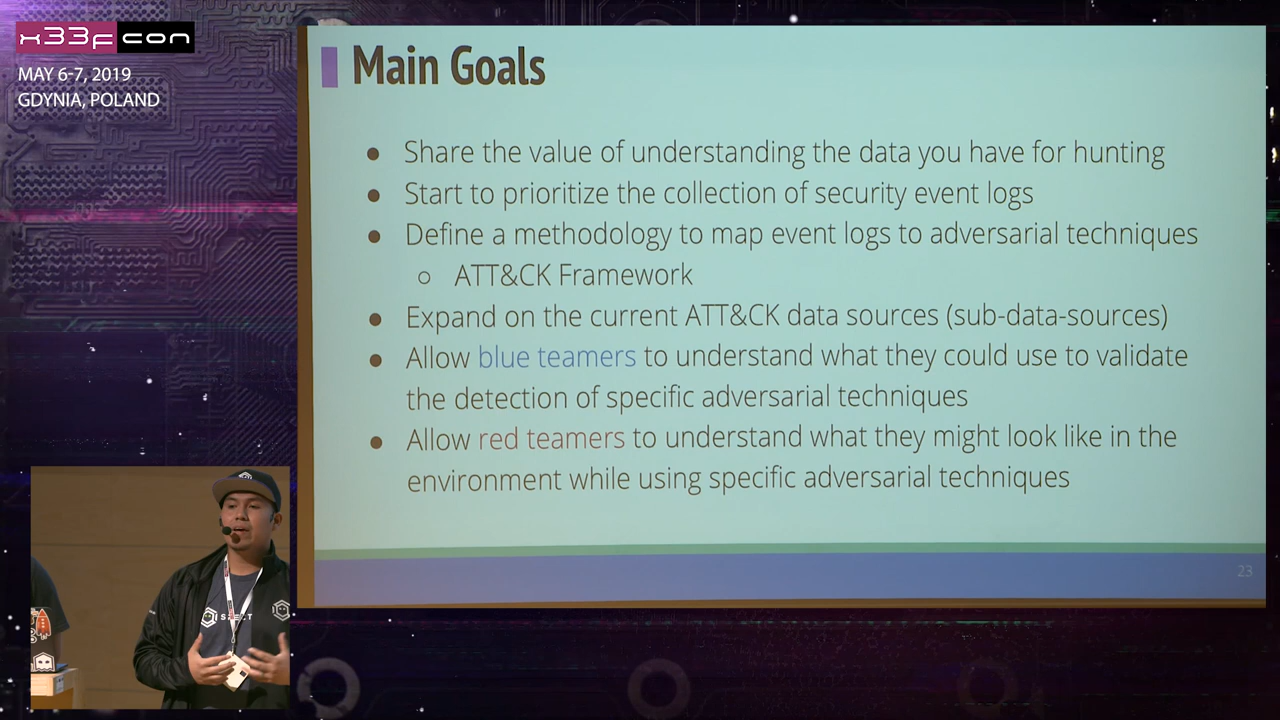 x33fcon
MAY 6-7, 2019
GDYNIA, POLAND
Main Goals
● Share the value of understanding the data you have for hunting
● Start to prioritize the collection of security event logs
● Define a methodology to map event logs to adversarial techniques
○ ATT&CK Framework
● Expand on the current ATT&CK data sources (sub-data-sources)
● Allow blue teamers to understand what they could use to validate
the detection of specific adversarial techniques
● Allow red teamers to understand what they might look like in the
environment while using specific adversarial techniques
23